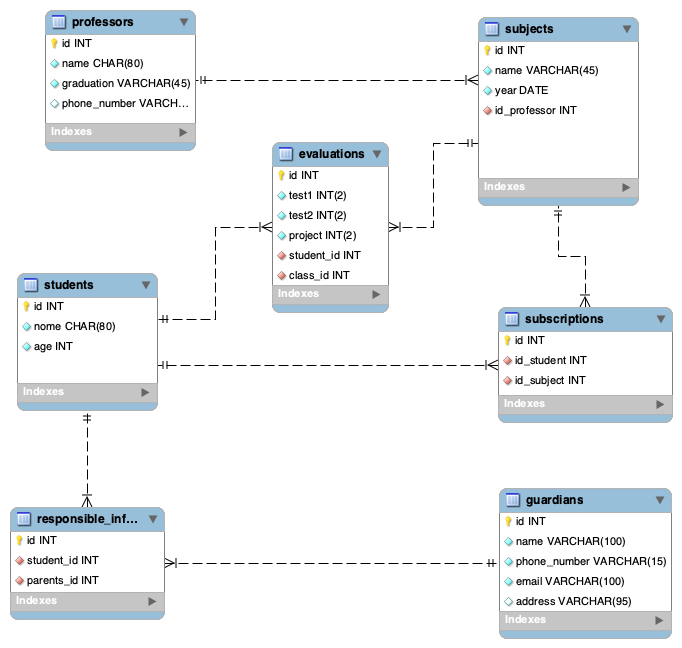 professors
id INT
name CHAR(80)
graduation VARCHAR(45)
phone_number VARCH...
Indexes
subjects
id INT
name VARCHAR(45)
year DATE
id_professor INT
Indexes
evaluations
id INT
test1 INT(2)
test2 INT(2)
project INT(2)
student_id INT
class_id INT
Indexes
students
id INT
nome CHAR(80)
age INT
Indexes
subscriptions
id INT
id_student INT
id_subject INT
Indexes
responsible_inf...
id INT
student_id INT
parents_id INT
Indexes
guardians
id INT
name VARCHAR(100)
phone_number VARCHAR(15)
email VARCHAR(100)
address VARCHAR(95)
Indexes